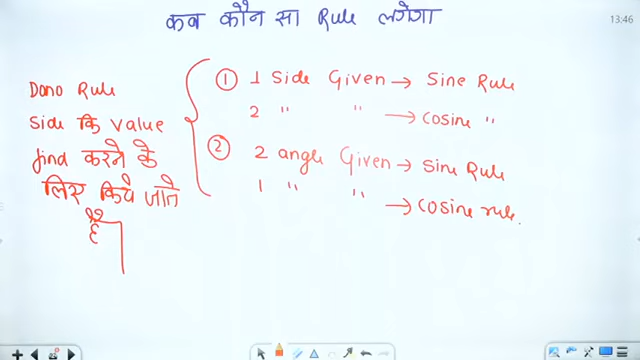 कब कौन सा Rule लगेगा
13:46
Dono Rule
Side कि value
find करने के
लिए किये जाते
है
① 1 Side Given → Sine Rule
2 " " → Cosine "
② 2 angle Given → Sine Rule
1 " " → Cosine rule.